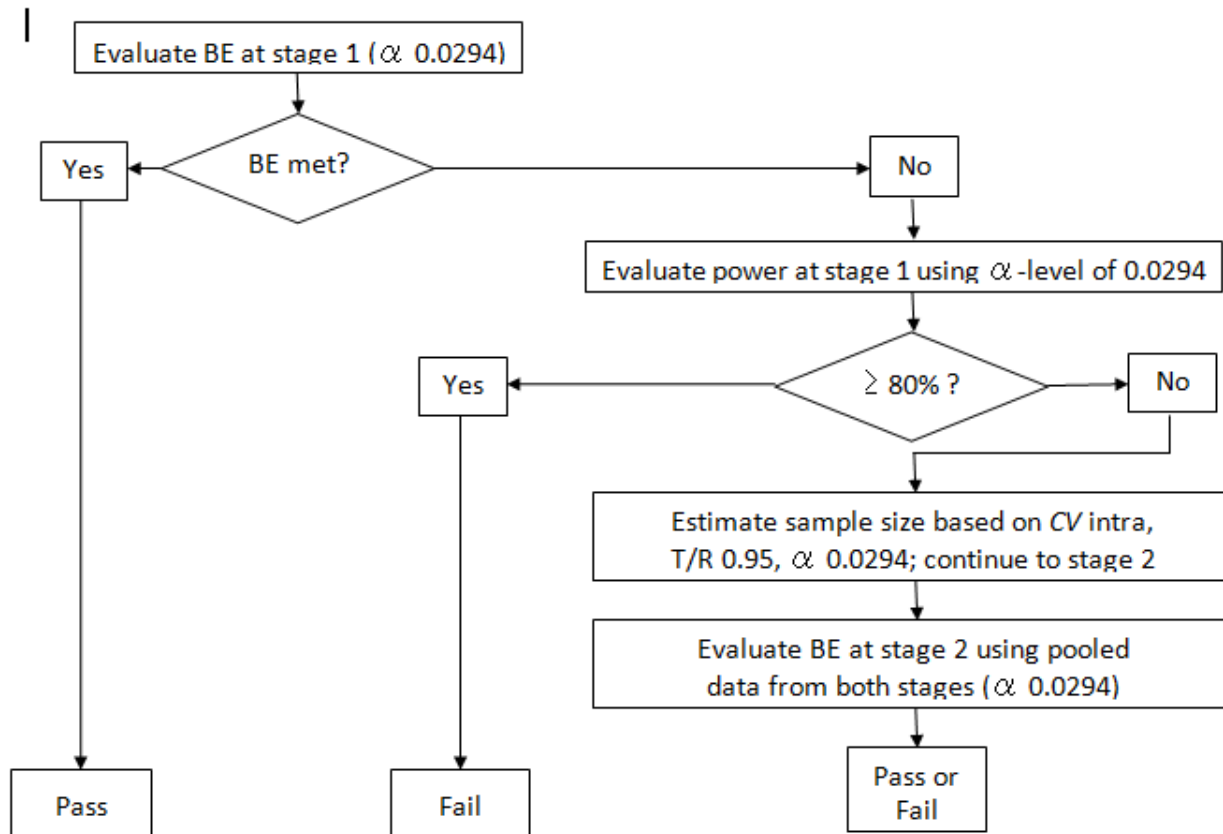 Evaluate BE at stage 1 (α 0.0294)
BE met?
Yes
No
Evaluate power at stage 1 using α-level of 0.0294
≥ 80% ?
Yes
No
Estimate sample size based on CV intra,
T/R 0.95, α 0.0294; continue to stage 2
Evaluate BE at stage 2 using pooled
data from both stages (α 0.0294)
Pass
Fail
Pass or
Fail